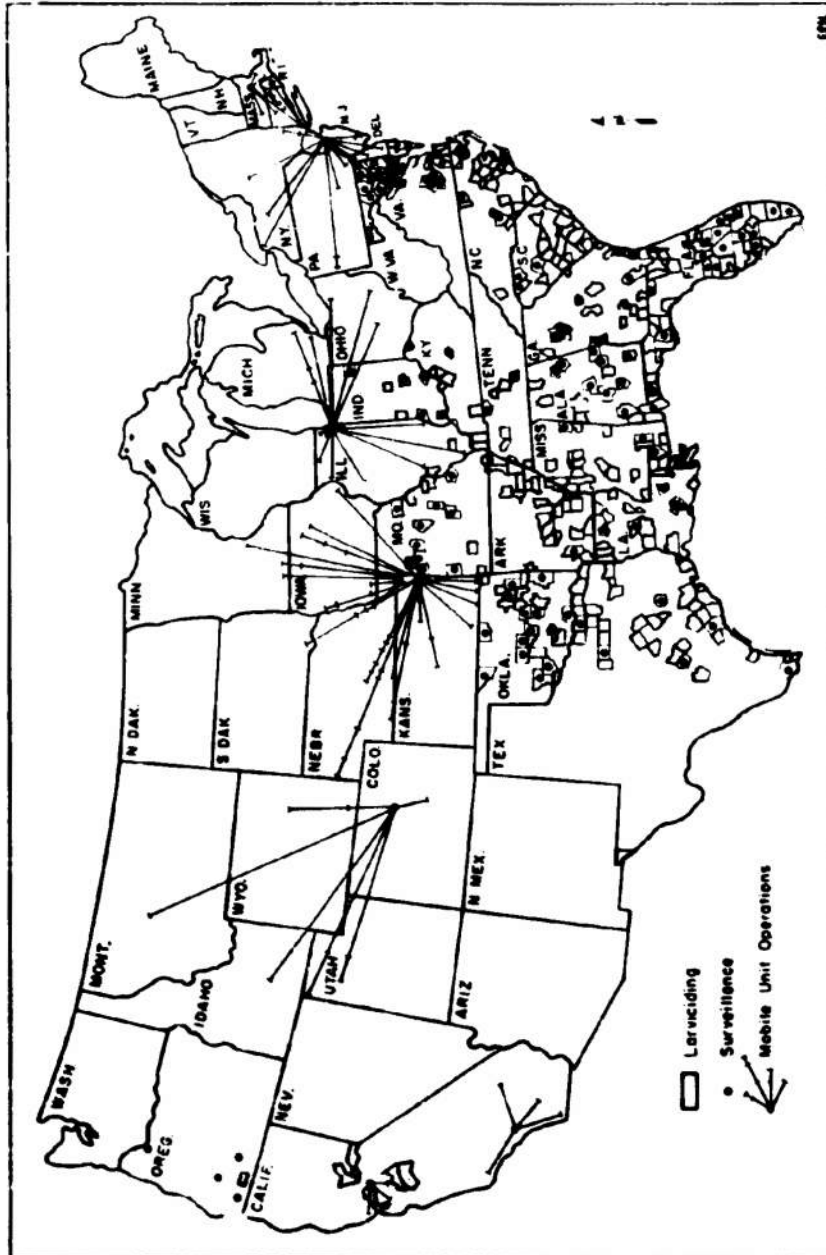 WASH
OREG.
CALIF.
NEV.
IDAHO
MONT.
WYO.
UTAH
ARIZ
COLO.
N MEX.
N DAK.
S DAK
NEBR
KANS.
OKLA.
TEX
MINN
IOWA
MO.
ARK
LA.
WIS
ILL
MICH
IND
OHIO
KY
TENN
MISS
ALA
GA
FLA
S C
NC
VA.
W VA
PA
NY.
VT
NH
MAINE
MASS
RI
N J
DEL
N
Larviciding
Surveillance
Mobile Unit Operations